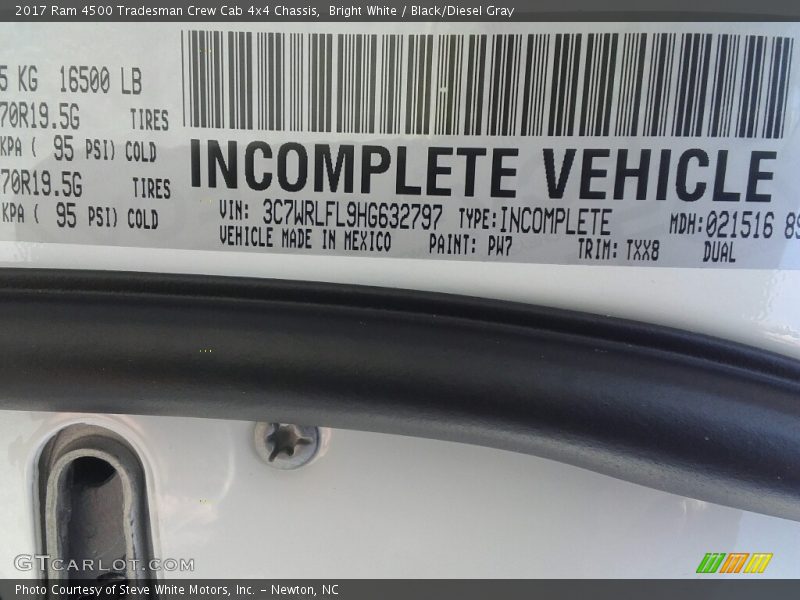 2017 Ram 4500 Tradesman Crew Cab 4x4 Chassis, Bright White / Black/Diesel Gray
5 KG 16500 LB
70R19.5G TIRES
KPA ( 95 PSI) COLD
70R19.5G TIRES
KPA ( 95 PSI) COLD
INCOMPLETE VEHICLE
VIN: 3C7WRLFL9HG632797 TYPE: INCOMPLETE MDH: 021516 89
VEHICLE MADE IN MEXICO PAINT: PW7 TRIM: TXX8 DUAL
GTCARLOT.COM
Photo Courtesy of Steve White Motors, Inc. - Newton, NC